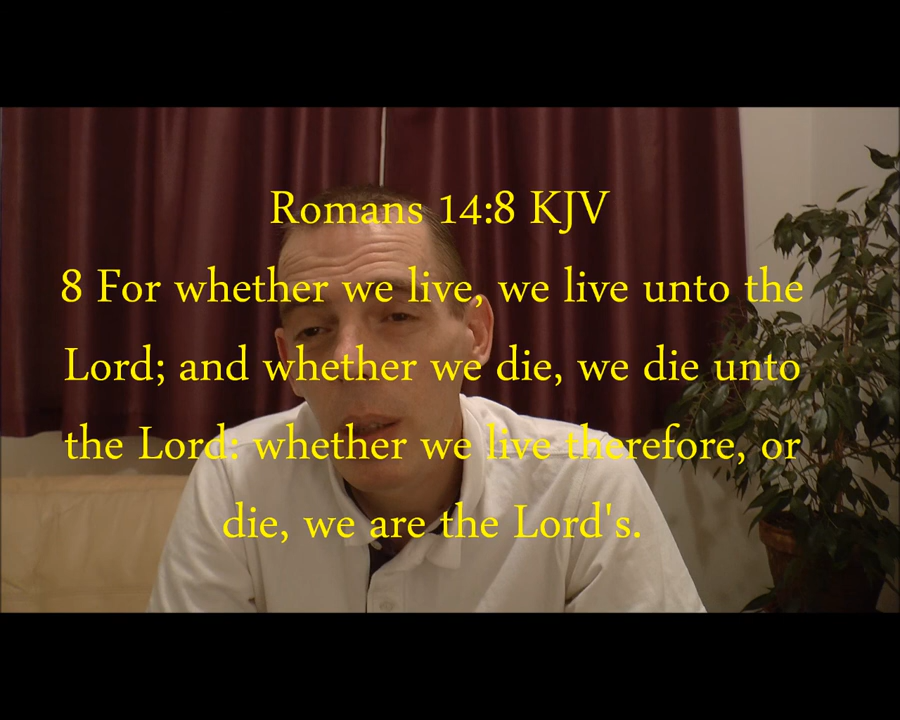 Romans 14:8 KJV
8 For whether we live, we live unto the
Lord; and whether we die, we die unto
the Lord: whether we live therefore, or
die, we are the Lord's.